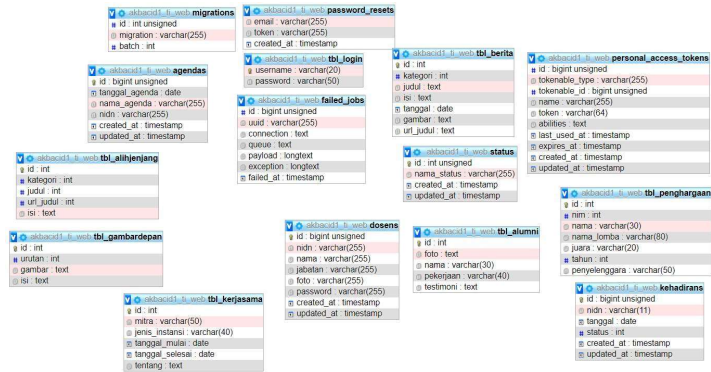 akbacid1_ti_web migrations
id : int unsigned
migration : varchar(255)
batch : int
akbacid1_ti_web password_resets
email : varchar(255)
token : varchar(255)
created_at : timestamp
akbacid1_ti_web tbl_login
username : varchar(20)
password : varchar(50)
akbacid1_ti_web tbl_berita
id : int
kategori : int
judul : text
isi : text
tanggal : date
gambar : text
url_judul : text
akbacid1_ti_web personal_access_tokens
id : bigint unsigned
tokenable_type : varchar(255)
tokenable_id : bigint unsigned
name : varchar(255)
token : varchar(64)
abilities : text
last_used_at : timestamp
expires_at : timestamp
created_at : timestamp
updated_at : timestamp
akbacid1_ti_web agendas
id : bigint unsigned
tanggal_agenda : date
nama_agenda : varchar(255)
nidn : varchar(255)
created_at : timestamp
updated_at : timestamp
akbacid1_ti_web failed_jobs
id : bigint unsigned
uuid : varchar(255)
connection : text
queue : text
payload : longtext
exception : longtext
failed_at : timestamp
akbacid1_ti_web status
id : int unsigned
nama_status : varchar(255)
created_at : timestamp
updated_at : timestamp
akbacid1_ti_web tbl_alihjenjang
id : int
kategori : int
judul : int
url_judul : int
isi : text
akbacid1_ti_web tbl_penghargaan
id : int
nim : int
nama : varchar(30)
nama_lomba : varchar(80)
juara : varchar(20)
tahun : int
penyelenggara : varchar(50)
akbacid1_ti_web tbl_gambardepan
id : int
urutan : int
gambar : text
isi : text
akbacid1_ti_web dosens
id : bigint unsigned
nidn : varchar(255)
nama : varchar(255)
jabatan : varchar(255)
foto : varchar(255)
password : varchar(255)
created_at : timestamp
updated_at : timestamp
akbacid1_ti_web tbl_alumni
id : int
foto : text
nama : varchar(30)
pekerjaan : varchar(40)
testimoni : text
akbacid1_ti_web tbl_kerjasama
id : int
mitra : varchar(50)
jenis_instansi : varchar(40)
tanggal_mulai : date
tanggal_selesai : date
tentang : text
akbacid1_ti_web kehadirans
id : bigint unsigned
nidn : varchar(11)
tanggal : date
status : int
created_at : timestamp
updated_at : timestamp